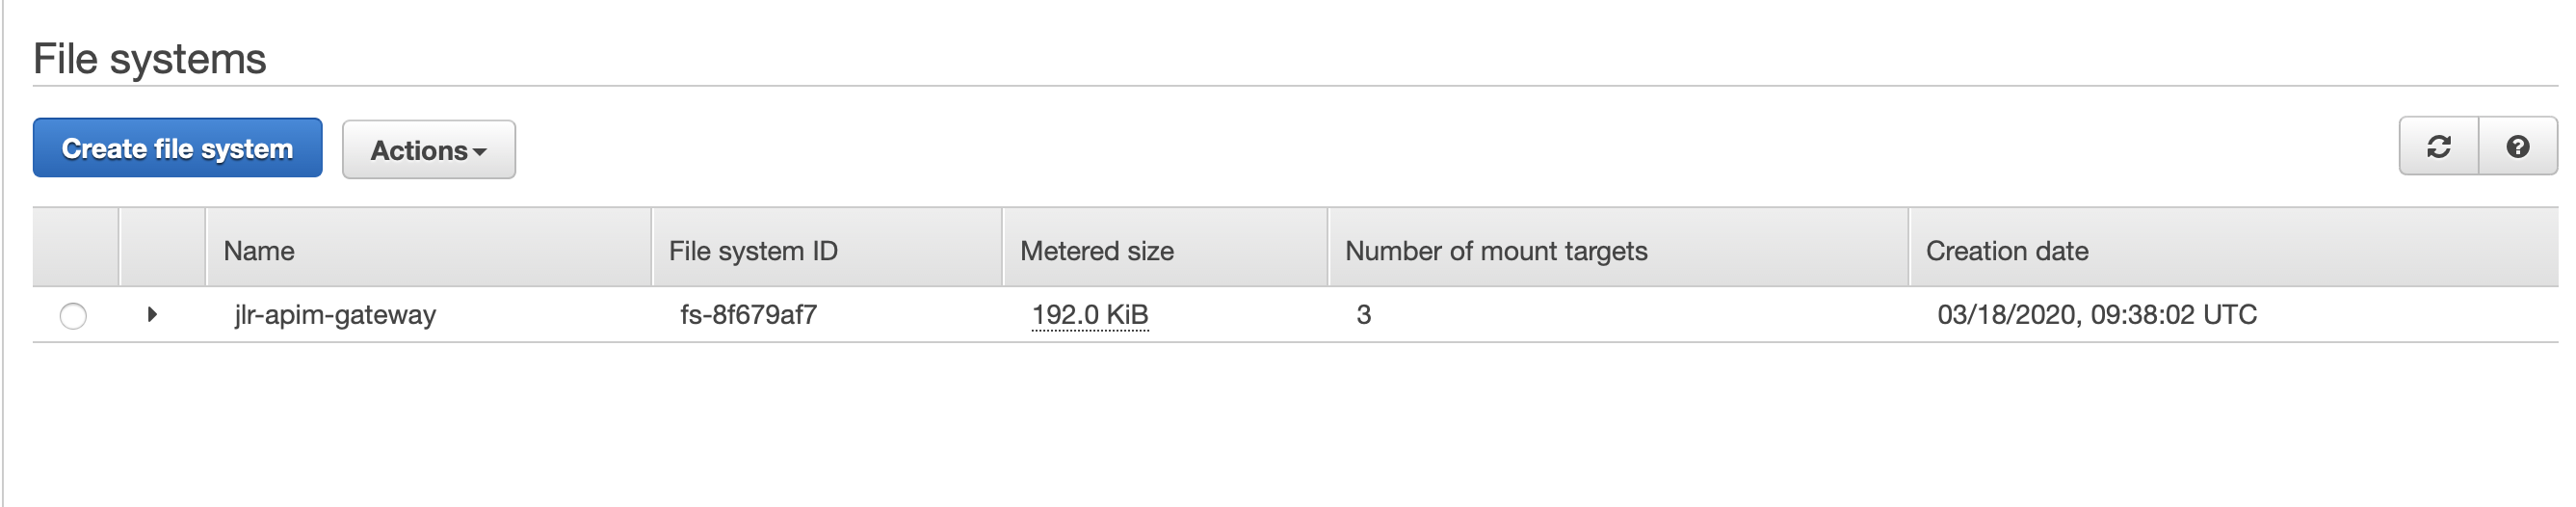 File systems
Create file system Actions
Name File system ID Metered size Number of mount targets Creation date
jlr-apim-gateway fs-8f679af7 192.0 KiB 3 03/18/2020, 09:38:02 UTC